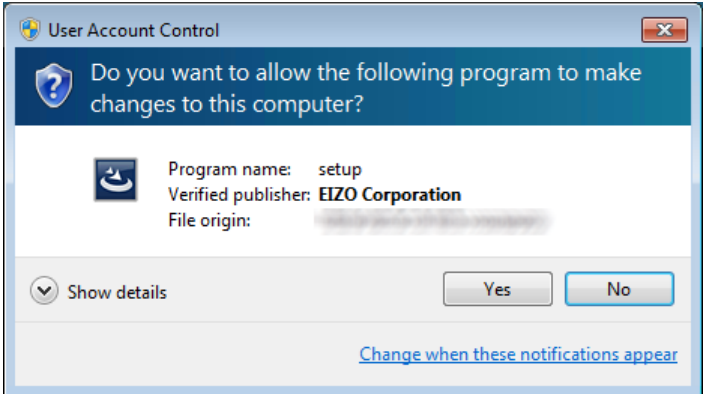 User Account Control
Do you want to allow the following program to make
changes to this computer?
Program name: setup
Verified publisher: EIZO Corporation
File origin:
Show details
Yes No
Change when these notifications appear